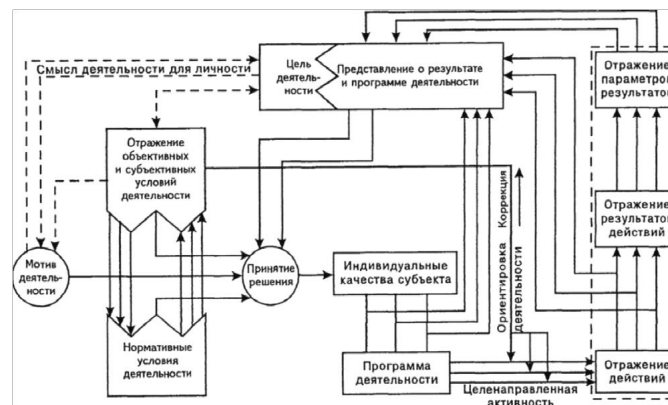 Смысл деятельности для личности
Цель
деятель-
ности
Представление о результате
и программе деятельности
Отражение
параметров
результатов
Отражение
объективных
и субъективных
условий
деятельности
Мотив
деятель-
ности
Принятие
решения
Индивидуальные
качества субъекта
Ориентировка
Коррекция
деятельности
Отражение
результатов
действий
Нормативные
условия
деятельности
Программа
деятельности
Целенаправленная
активность
Отражение
действий